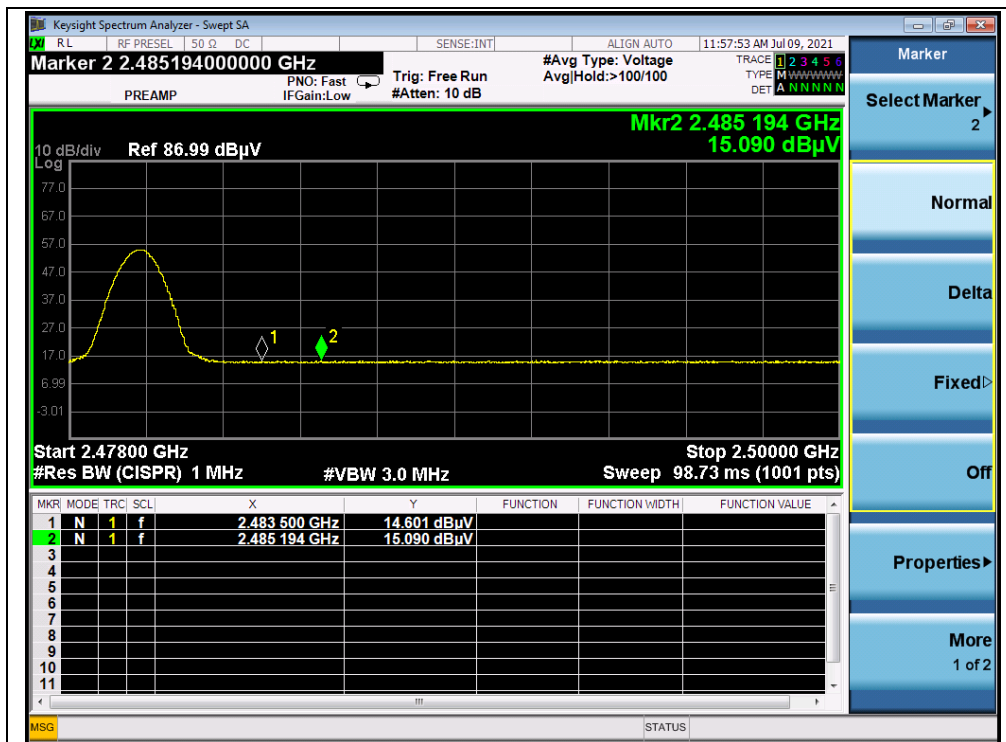 Keysight Spectrum Analyzer - Swept SA
LXI RL RF PRESEL 50 Ω DC SENSE:INT ALIGN AUTO 11:57:53 AM Jul 09, 2021
Marker 2 2.485194000000 GHz
PREAMP
PNO: Fast
IFGain:Low
Trig: Free Run
#Atten: 10 dB
#Avg Type: Voltage
Avg|Hold:>100/100
TRACE 1 2 3 4 5 6
TYPE M WWWWW
DET A N N N N N
Mkr2 2.485 194 GHz
15.090 dBµV
10 dB/div Ref 86.99 dBµV
Log
77.0
67.0
57.0
47.0
37.0
27.0
17.0
6.99
-3.01
1
2
Start 2.47800 GHz Stop 2.50000 GHz
#Res BW (CISPR) 1 MHz #VBW 3.0 MHz Sweep 98.73 ms (1001 pts)
MKR MODE TRC SCL X Y FUNCTION FUNCTION WIDTH FUNCTION VALUE
1 N 1 f 2.483 500 GHz 14.601 dBµV
2 N 1 f 2.485 194 GHz 15.090 dBµV
3
4
5
6
7
8
9
10
11
MSG STATUS
Marker
Select Marker
2
Normal
Delta
Fixed
Off
Properties
More
1 of 2